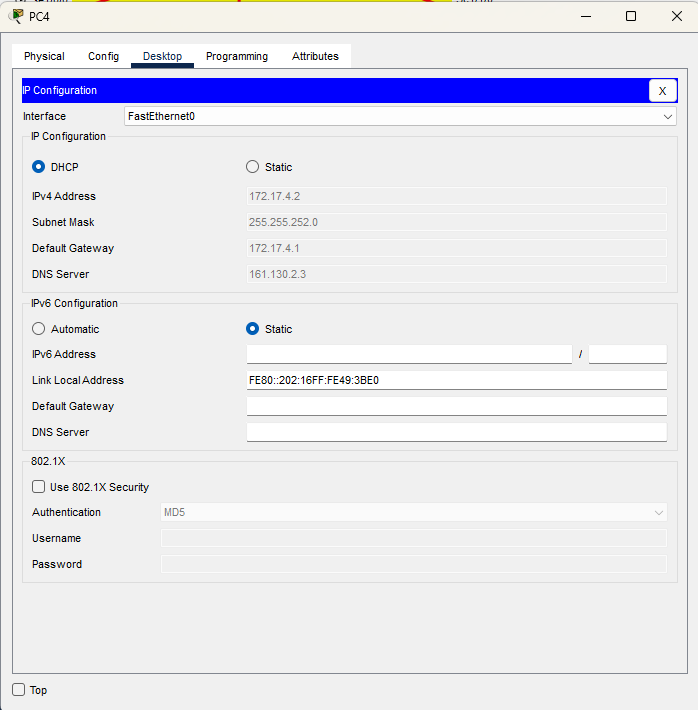 PC4
Physical Config Desktop Programming Attributes
IP Configuration X
Interface FastEthernet0
IP Configuration
DHCP Static
IPv4 Address 172.17.4.2
Subnet Mask 255.255.252.0
Default Gateway 172.17.4.1
DNS Server 161.130.2.3
IPv6 Configuration
Automatic Static
IPv6 Address /
Link Local Address FE80::202:16FF:FE49:3BE0
Default Gateway
DNS Server
802.1X
Use 802.1X Security
Authentication MD5
Username
Password
Top